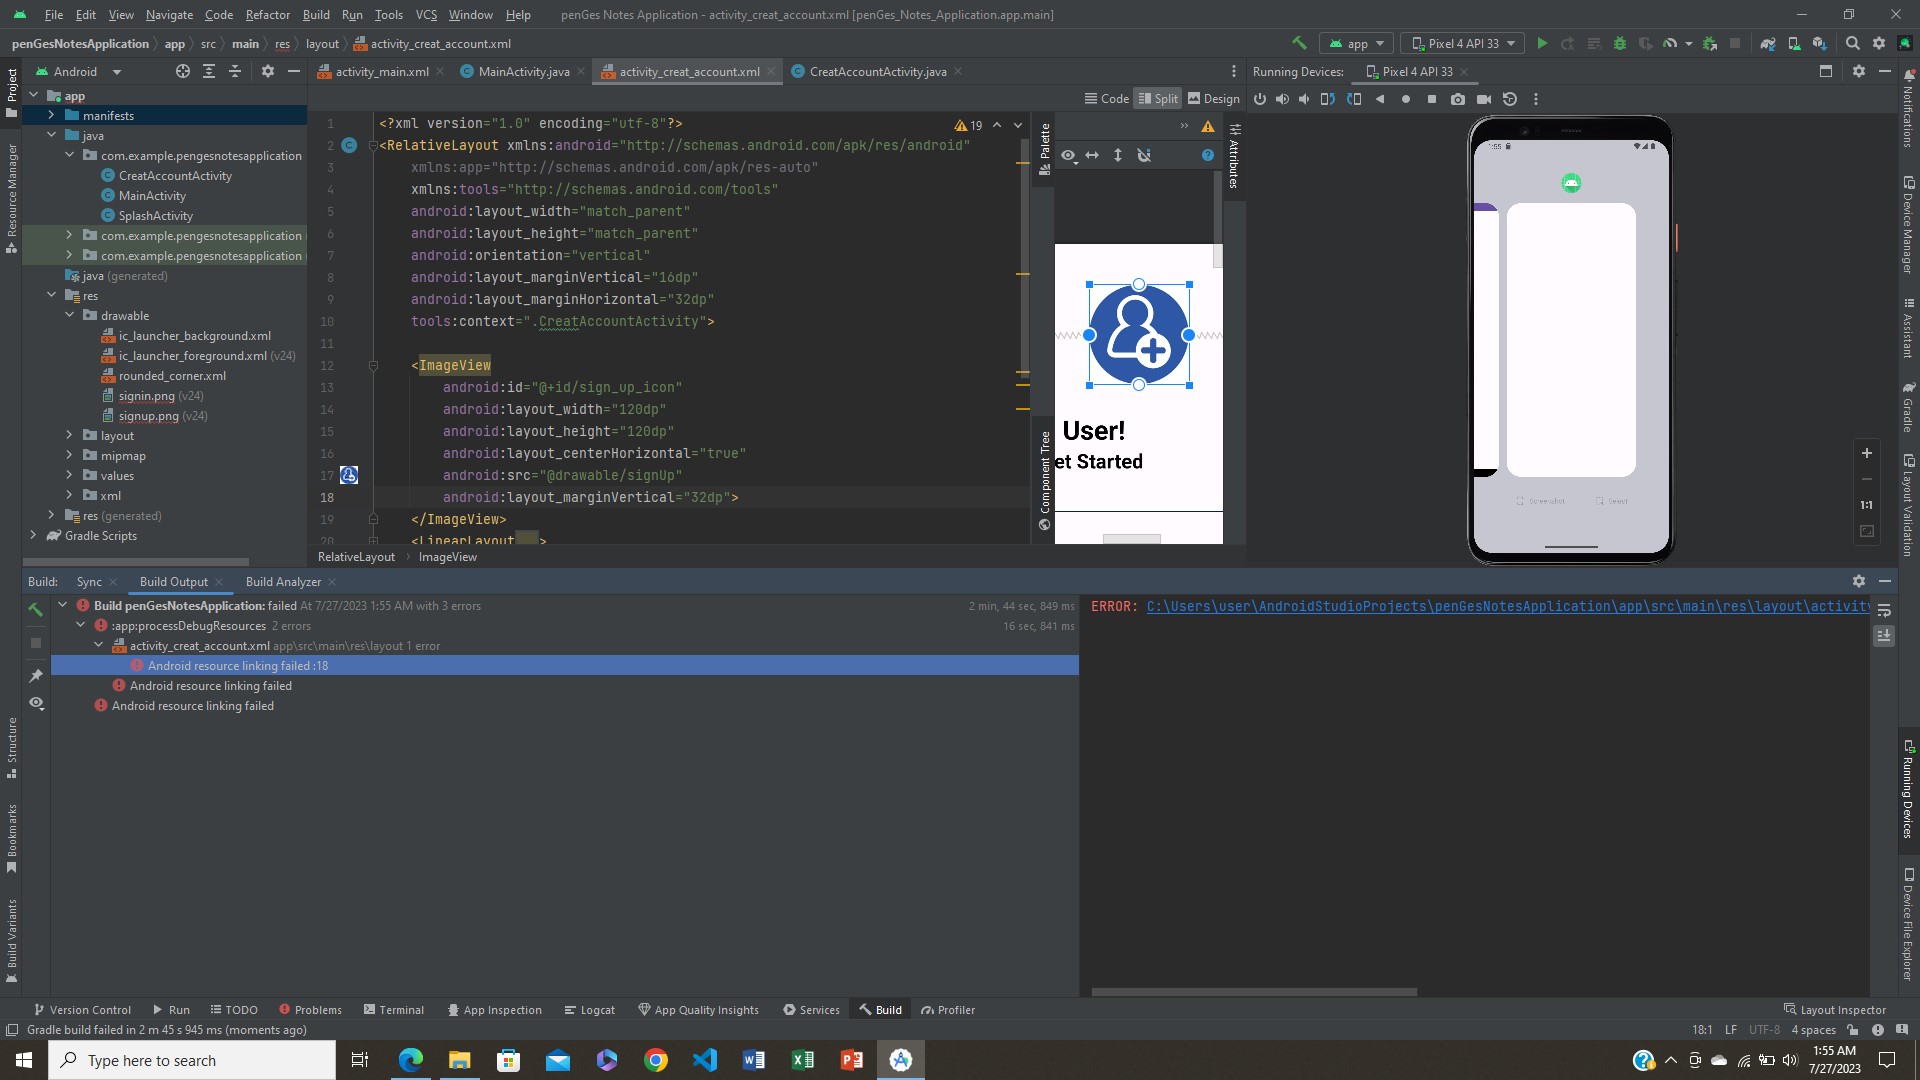 File Edit View Navigate Code Refactor Build Run Tools VCS Window Help penGes Notes Application - activity_creat_account.xml [penGes_Notes_Application.app.main]
penGesNotesApplication app src main res layout activity_creat_account.xml
app Pixel 4 API 33
Project
Android
activity_main.xml MainActivity.java activity_creat_account.xml CreatAccountActivity.java
Running Devices: Pixel 4 API 33
Code Split Design
app
manifests
java
com.example.pengesnotesapplication
CreatAccountActivity
MainActivity
SplashActivity
com.example.pengesnotesapplication
com.example.pengesnotesapplication
java (generated)
res
drawable
ic_launcher_background.xml
ic_launcher_foreground.xml (v24)
rounded_corner.xml
signin.png (v24)
signup.png (v24)
layout
mipmap
values
xml
res (generated)
Gradle Scripts
Resource Manager
19
1 <?xml version="1.0" encoding="utf-8"?>
2 <RelativeLayout xmlns:android="http://schemas.android.com/apk/res/android"
3 xmlns:app="http://schemas.android.com/apk/res-auto"
4 xmlns:tools="http://schemas.android.com/tools"
5 android:layout_width="match_parent"
6 android:layout_height="match_parent"
7 android:orientation="vertical"
8 android:layout_marginVertical="16dp"
9 android:layout_marginHorizontal="32dp"
10 tools:context=".CreatAccountActivity">
11
12 <ImageView
13 android:id="@+id/sign_up_icon"
14 android:layout_width="120dp"
15 android:layout_height="120dp"
16 android:layout_centerHorizontal="true"
17 android:src="@drawable/signUp"
18 android:layout_marginVertical="32dp">
19 </ImageView>
20 <LinearLayout...>
RelativeLayout ImageView
Palette
Component Tree
Attributes
User!
et Started
1:55
Screenshot Select
1:1
Notifications
Device Manager
Assistant
Gradle
Layout Validation
Running Devices
Device File Explorer
Build: Sync Build Output Build Analyzer
Build penGesNotesApplication: failed At 7/27/2023 1:55 AM with 3 errors 2 min, 44 sec, 849 ms
:app:processDebugResources 2 errors 16 sec, 841 ms
activity_creat_account.xml app\src\main\res\layout 1 error
Android resource linking failed :18
Android resource linking failed
Android resource linking failed
ERROR: C:\Users\user\AndroidStudioProjects\penGesNotesApplication\app\src\main\res\layout\activity
Structure
Bookmarks
Build Variants
Version Control Run TODO Problems Terminal App Inspection Logcat App Quality Insights Services Build Profiler Layout Inspector
Gradle build failed in 2 m 45 s 945 ms (moments ago) 18:1 LF UTF-8 4 spaces
Type here to search
1:55 AM
7/27/2023